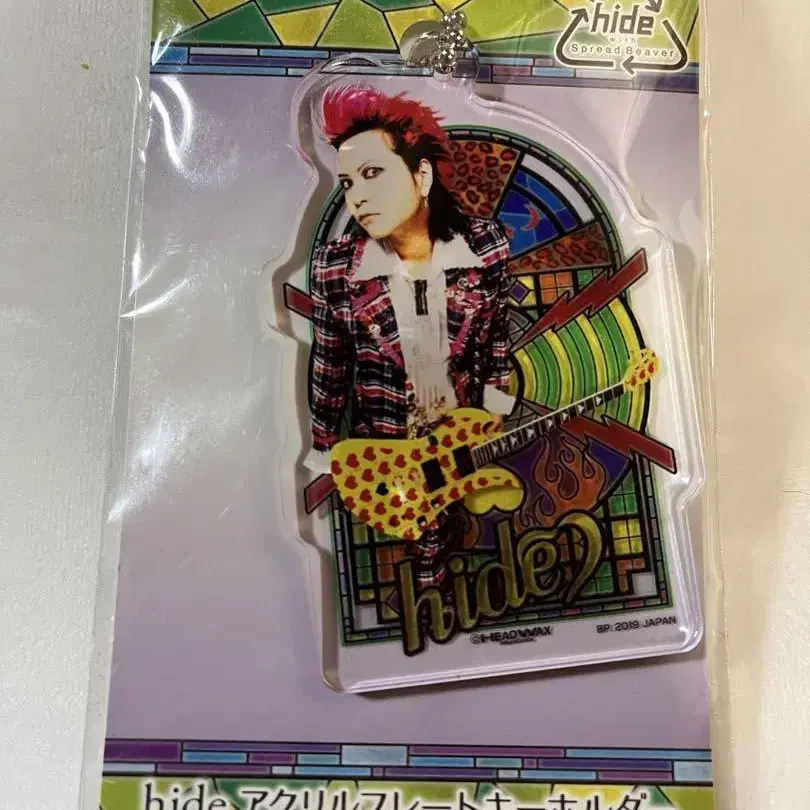 hide
with
Spread Beaver
hide
©HEADWAX
BP. 2019 JAPAN
hide アクリルプレートキーホルダー